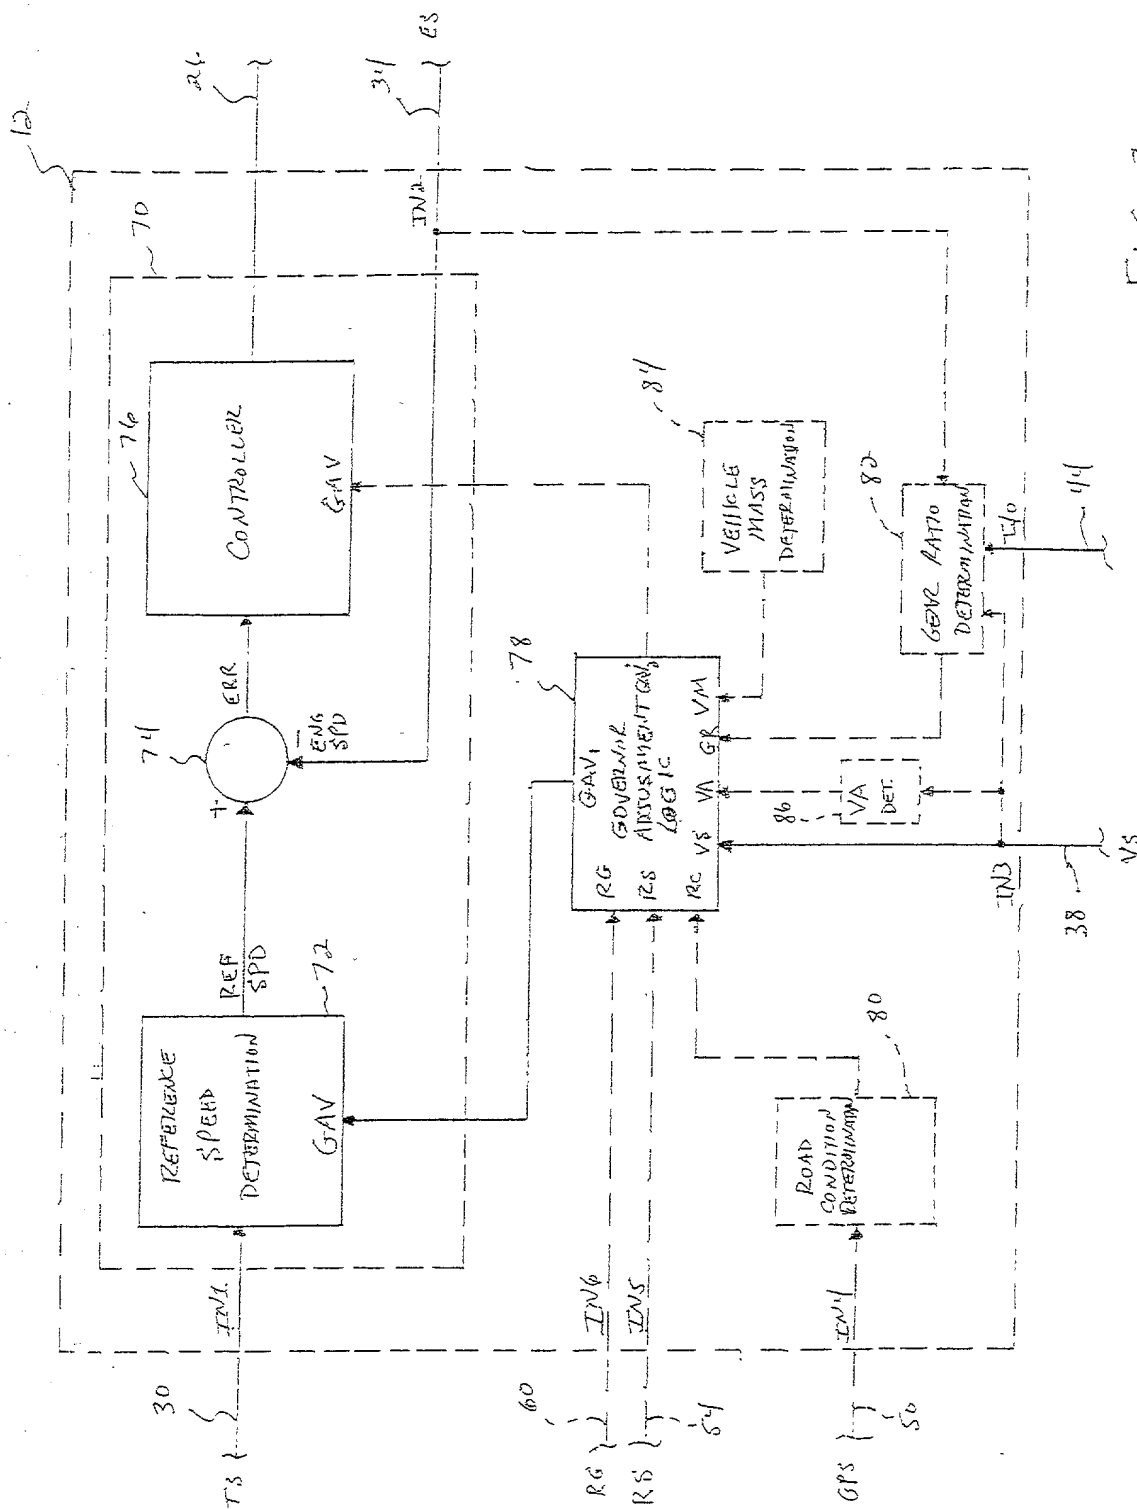 12
70
26
34
ES
IN2
76
CONTROLLER
GAV
74
+
ERR
-
ENG
SPD
REF
SPD
72
REFERENCE
SPEED
DETERMINATION
GAV
IN1
30
TS
84
VEHICLE
MASS
DETERMINATION
78
GAV1
GAV2
GOVERNOR
ADJUSAMENT
LOGIC
RG
RS
RC
VS
VA
GR
VM
82
GEAR RATIO
DETERMINATION
I/O
44
86
VA
DET.
IN3
38
VS
80
ROAD
CONDITION
DETERMINATION
IN6
IN5
IN4
60
RG
RS
54
GPS
50